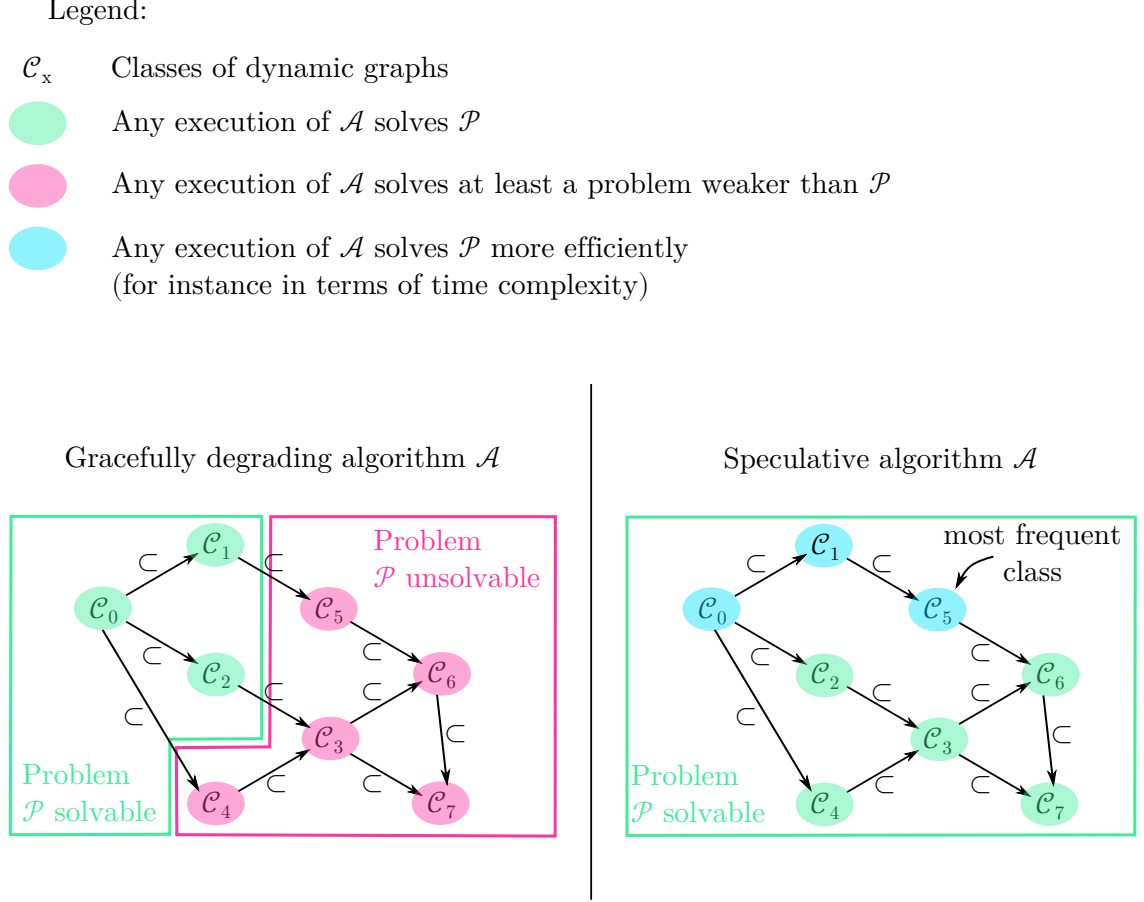 Legend:
𝒞ₓ Classes of dynamic graphs
Any execution of 𝒜 solves 𝒫
Any execution of 𝒜 solves at least a problem weaker than 𝒫
Any execution of 𝒜 solves 𝒫 more efficiently
(for instance in terms of time complexity)
Gracefully degrading algorithm 𝒜
Problem
𝒫 unsolvable
𝒞₁
⊂
⊂
𝒞₀
𝒞₅
⊂
⊂
𝒞₂
⊂
⊂
𝒞₆
⊂
𝒞₃
⊂
Problem
𝒫 solvable
⊂
⊂
𝒞₄
𝒞₇
Speculative algorithm 𝒜
most frequent
class
𝒞₁
⊂
⊂
𝒞₀
𝒞₅
⊂
⊂
𝒞₂
⊂
⊂
𝒞₆
⊂
𝒞₃
⊂
Problem
𝒫 solvable
⊂
⊂
𝒞₄
𝒞₇